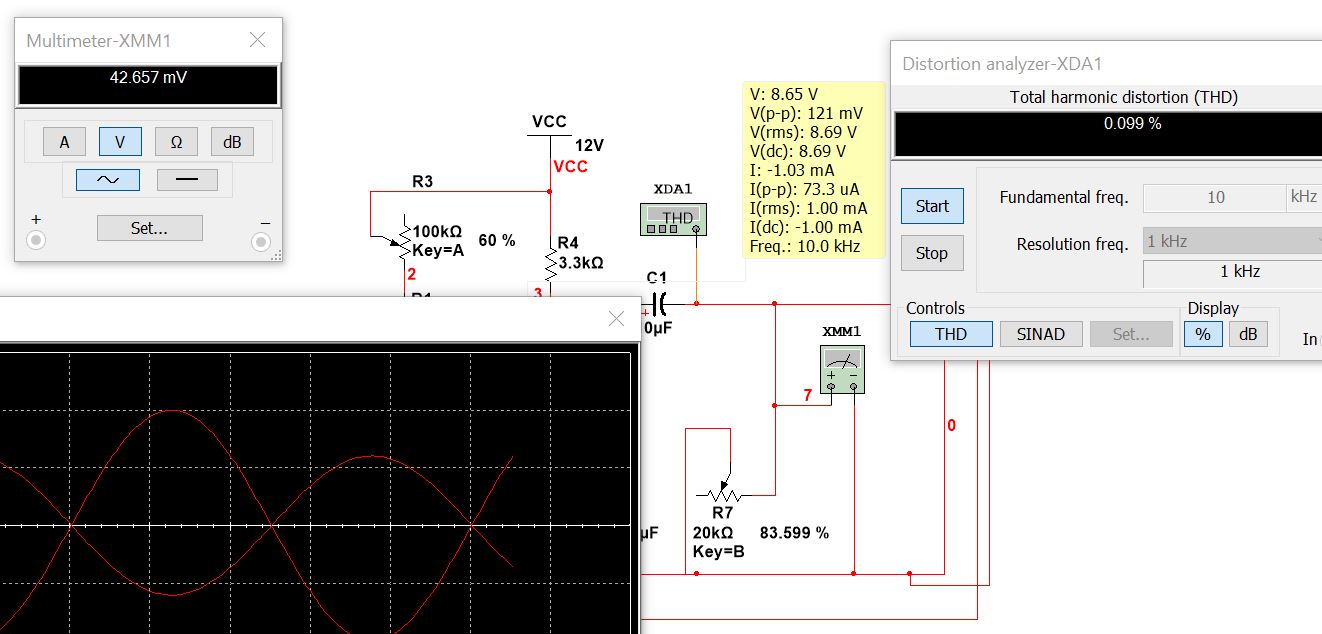 Multimeter-XMM1
42.657 mV
A V Ω dB
+
−
Set...
VCC
12V
VCC
R3
100kΩ
Key=A
60 %
2
R4
3.3kΩ
3
V: 8.65 V
V(p-p): 121 mV
V(rms): 8.69 V
V(dc): 8.69 V
I: -1.03 mA
I(p-p): 73.3 uA
I(rms): 1.00 mA
I(dc): -1.00 mA
Freq.: 10.0 kHz
XDA1
THD
C1
+
0µF
XMM1
+ −
7
0
R7
20kΩ
83.599 %
Key=B
µF
Distortion analyzer-XDA1
Total harmonic distortion (THD)
0.099 %
Start
Stop
Fundamental freq. 10 kHz
Resolution freq. 1 kHz
1 kHz
Controls
THD SINAD Set...
Display
% dB
In